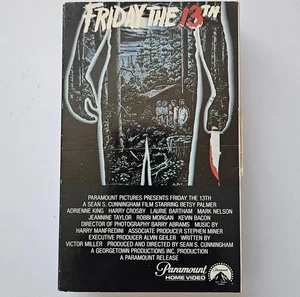 FRIDAY THE 13TH
PARAMOUNT PICTURES PRESENTS FRIDAY THE 13TH
A SEAN S. CUNNINGHAM FILM STARRING BETSY PALMER
ADRIENNE KING HARRY CROSBY LAURIE BARTRAM MARK NELSON
JEANNINE TAYLOR ROBBI MORGAN KEVIN BACON
DIRECTOR OF PHOTOGRAPHY BARRY ABRAMS MUSIC BY
HARRY MANFREDINI ASSOCIATE PRODUCER STEPHEN MINER
EXECUTIVE PRODUCER ALVIN GEILER WRITTEN BY
VICTOR MILLER PRODUCED AND DIRECTED BY SEAN S. CUNNINGHAM
A GEORGETOWN PRODUCTIONS INC. PRODUCTION
A PARAMOUNT RELEASE
Paramount
HOME VIDEO